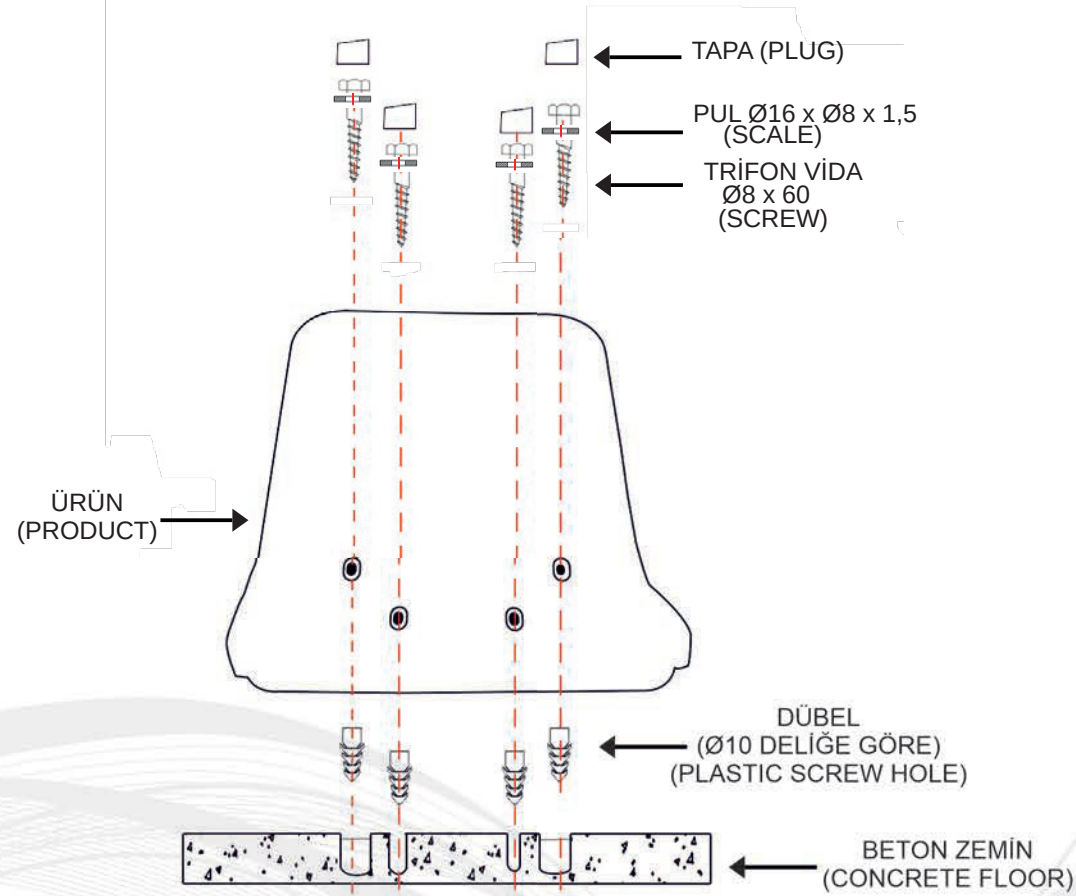 TAPA (PLUG)
PUL Ø16 x Ø8 x 1,5
(SCALE)
TRİFON VİDA
Ø8 x 60
(SCREW)
ÜRÜN
(PRODUCT)
DÜBEL
(Ø10 DELİĞE GÖRE)
(PLASTIC SCREW HOLE)
BETON ZEMİN
(CONCRETE FLOOR)